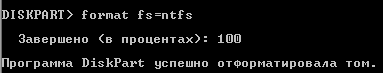 DISKPART> format fs=ntfs
Завершено (в процентах): 100
Программа DiskPart успешно отформатировала том.